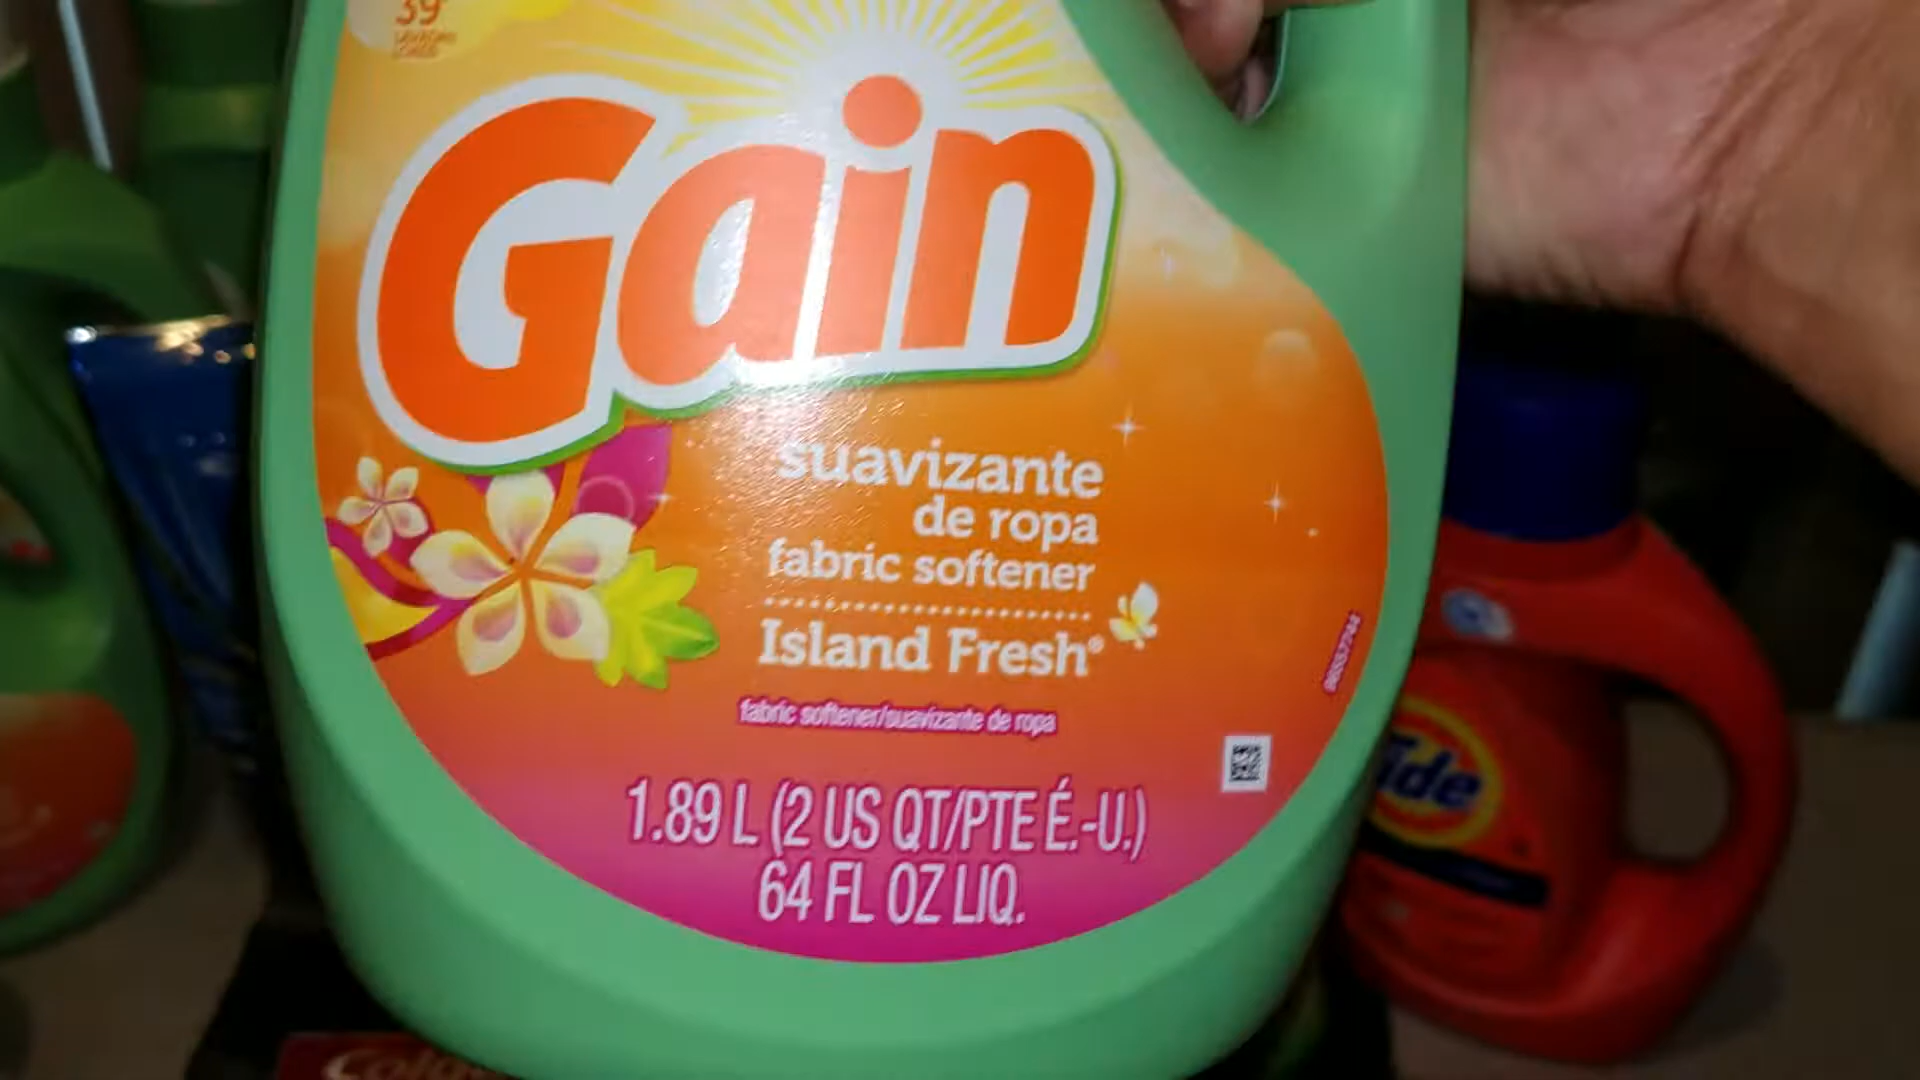 39
Gain
suavizante
de ropa
fabric softener
Island Fresh®
fabric softener/suavizante de ropa
1.89 L (2 US QT/PTE É.-U.)
64 FL OZ LIQ.